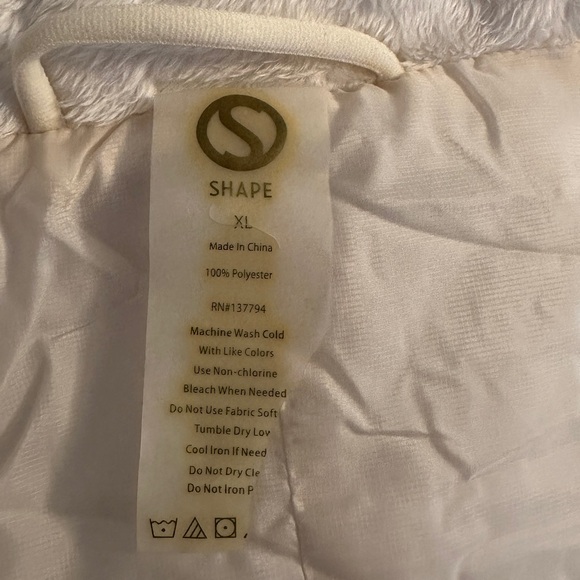 S
SHAPE
XL
Made In China
100% Polyester
RN#137794
Machine Wash Cold
With Like Colors
Use Non-chlorine
Bleach When Needed
Do Not Use Fabric Soft
Tumble Dry Lov
Cool Iron If Need
Do Not Dry Cle
Do Not Iron P